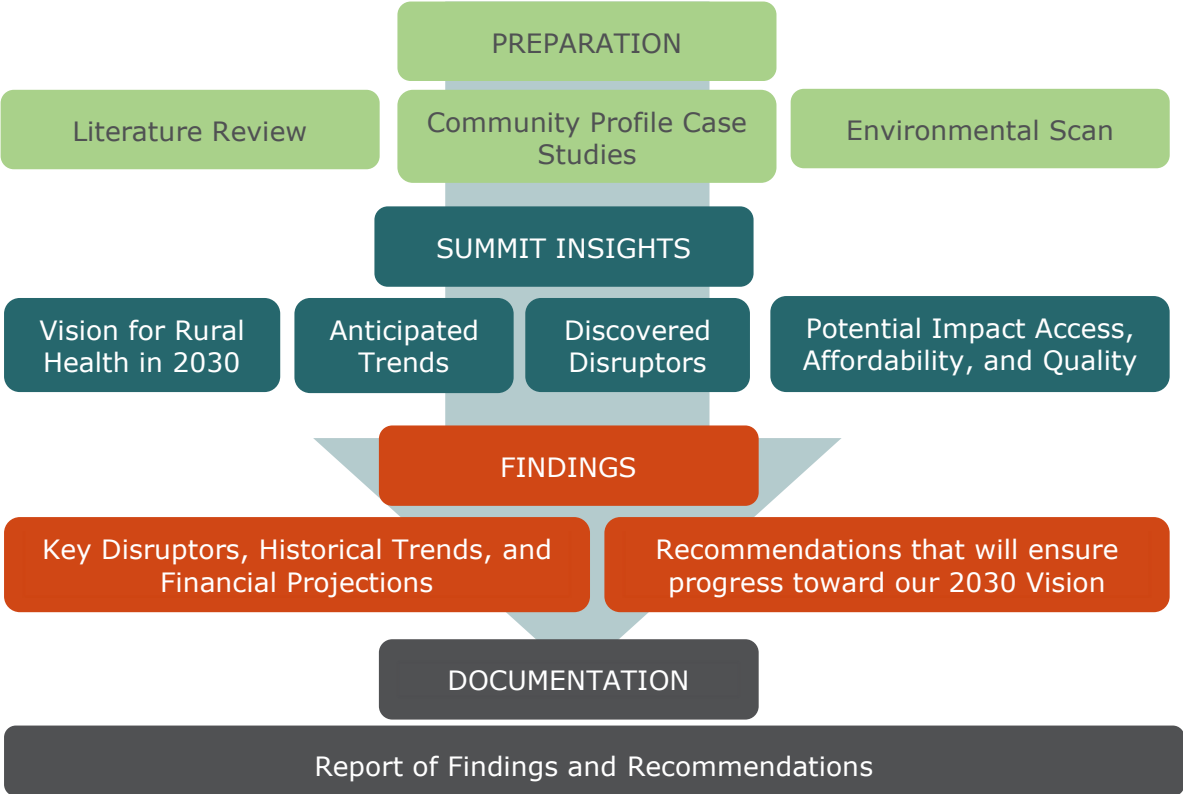 PREPARATION
Literature Review
Community Profile Case
Studies
Environmental Scan
SUMMIT INSIGHTS
Vision for Rural
Health in 2030
Anticipated
Trends
Discovered
Disruptors
Potential Impact Access,
Affordability, and Quality
FINDINGS
Key Disruptors, Historical Trends, and
Financial Projections
Recommendations that will ensure
progress toward our 2030 Vision
DOCUMENTATION
Report of Findings and Recommendations